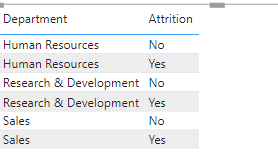 Department Attrition
Human Resources No
Human Resources Yes
Research & Development No
Research & Development Yes
Sales No
Sales Yes